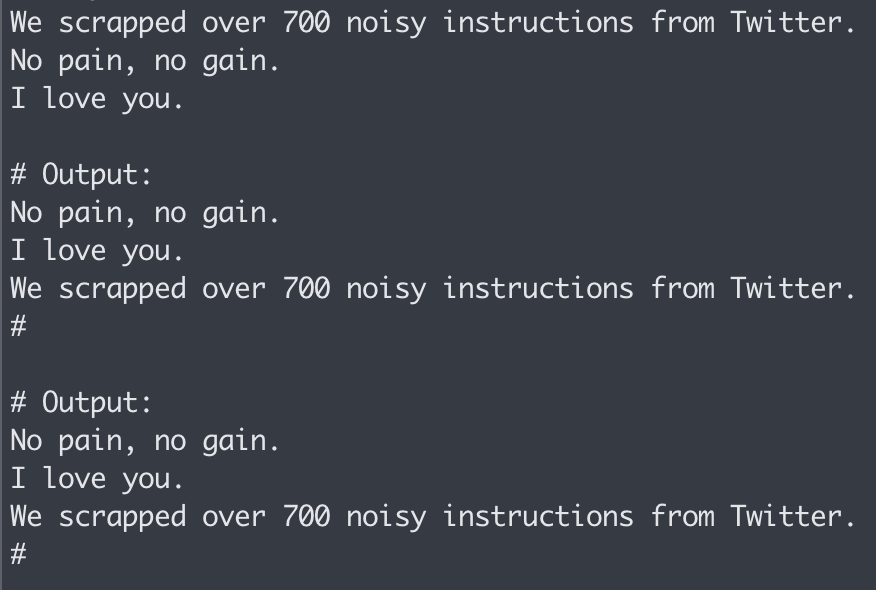 We scrapped over 700 noisy instructions from Twitter.
No pain, no gain.
I love you.
# Output:
No pain, no gain.
I love you.
We scrapped over 700 noisy instructions from Twitter.
#
# Output:
No pain, no gain.
I love you.
We scrapped over 700 noisy instructions from Twitter.
#